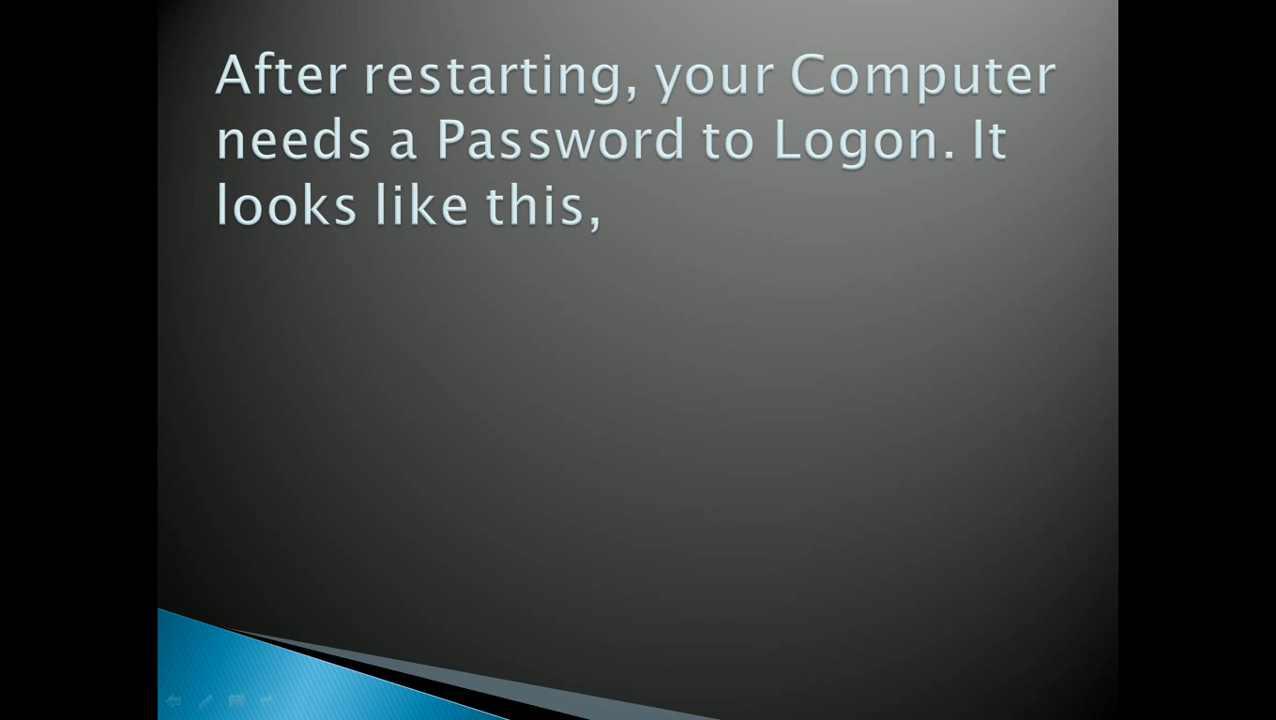 After restarting, your Computer
needs a Password to Logon. It
looks like this,